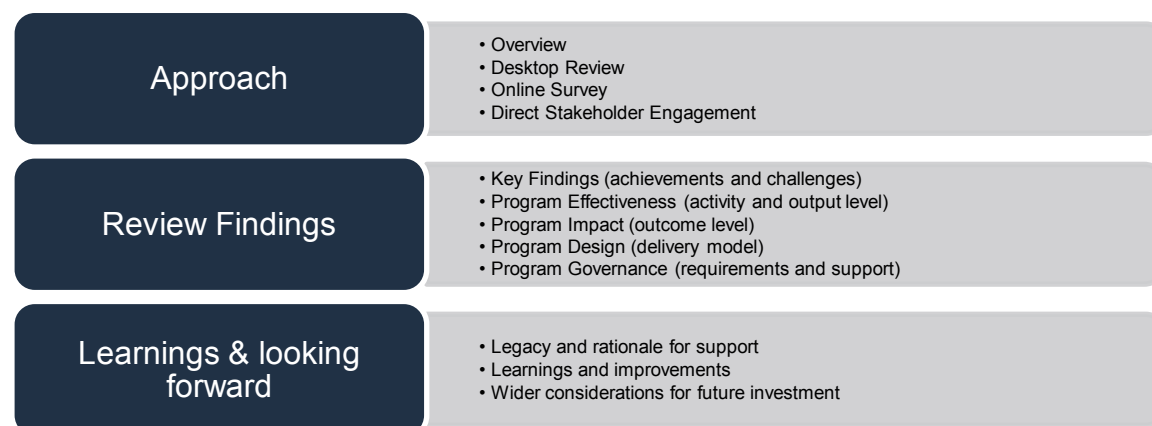 Approach
• Overview
• Desktop Review
• Online Survey
• Direct Stakeholder Engagement
Review Findings
• Key Findings (achievements and challenges)
• Program Effectiveness (activity and output level)
• Program Impact (outcome level)
• Program Design (delivery model)
• Program Governance (requirements and support)
Learnings & looking
forward
• Legacy and rationale for support
• Learnings and improvements
• Wider considerations for future investment